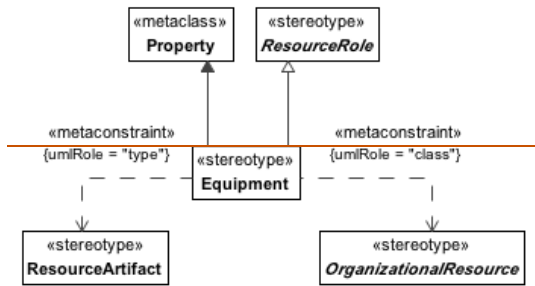 «metaclass»
Property
«stereotype»
ResourceRole
«metaconstraint»
{umlRole = "type"}
«metaconstraint»
{umlRole = "class"}
«stereotype»
Equipment
«stereotype»
ResourceArtifact
«stereotype»
OrganizationalResource